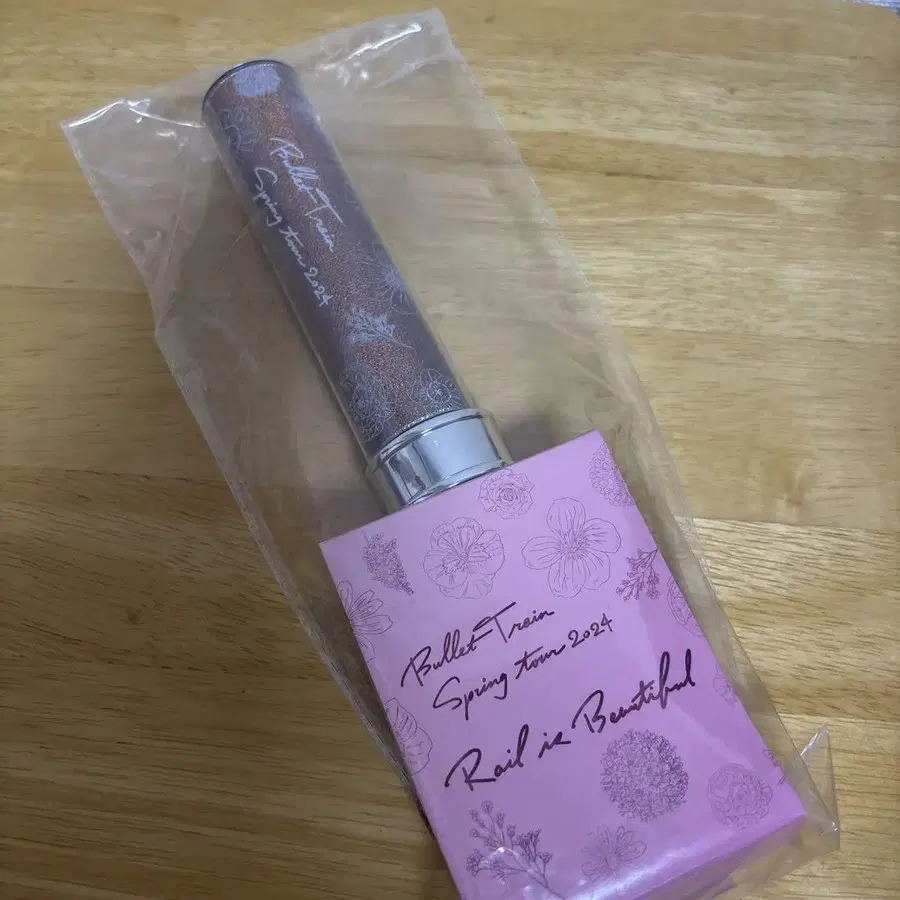 Bullet Train
Spring tour 2024
Bullet Train
Spring tour 2024
Rail is Beautiful